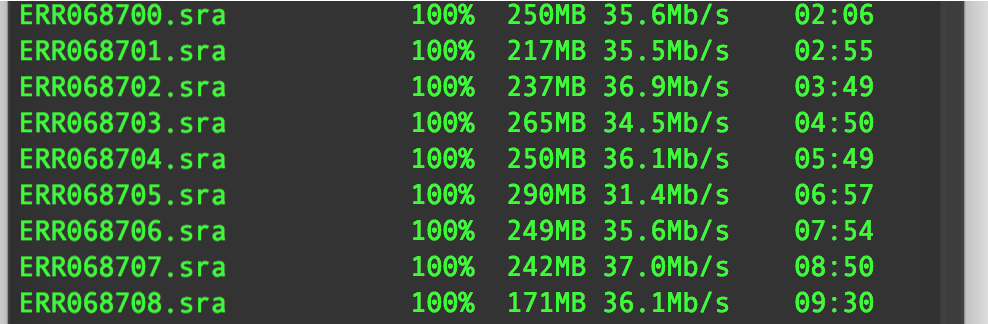 ERR068700.sra 100% 250MB 35.6Mb/s 02:06
ERR068701.sra 100% 217MB 35.5Mb/s 02:55
ERR068702.sra 100% 237MB 36.9Mb/s 03:49
ERR068703.sra 100% 265MB 34.5Mb/s 04:50
ERR068704.sra 100% 250MB 36.1Mb/s 05:49
ERR068705.sra 100% 290MB 31.4Mb/s 06:57
ERR068706.sra 100% 249MB 35.6Mb/s 07:54
ERR068707.sra 100% 242MB 37.0Mb/s 08:50
ERR068708.sra 100% 171MB 36.1Mb/s 09:30